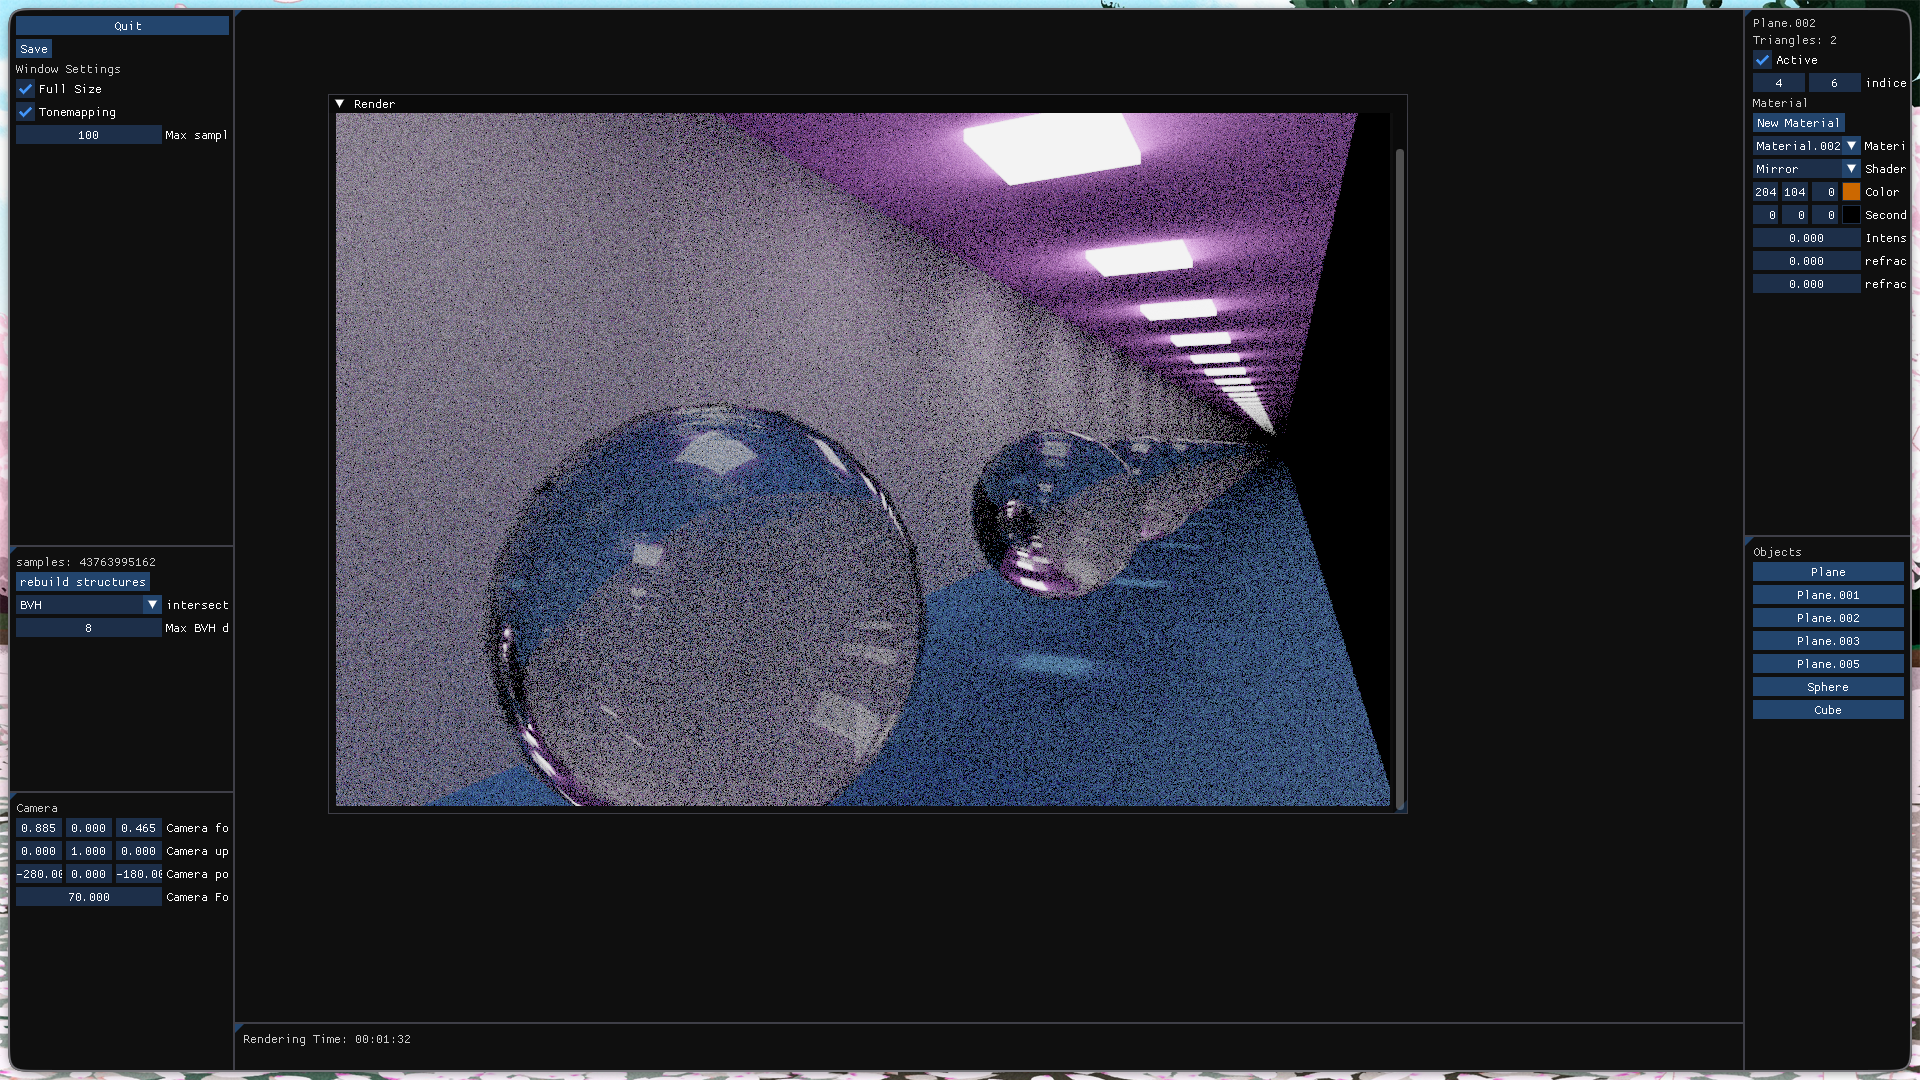 Quit
Save
Window Settings
Full Size
Tonemapping
100 Max sampl
samples: 43763995162
rebuild structures
BVH intersect
8 Max BVH d
Camera
0.885 0.000 0.465 Camera fo
0.000 1.000 0.000 Camera up
-280.00 0.000 -180.00 Camera po
70.000 Camera Fo
Render
Rendering Time: 00:01:32
Plane.002
Triangles: 2
Active
4 6 indice
Material
New Material
Material.002 Materi
Mirror Shader
204 104 0 Color
0 0 0 Second
0.000 Intens
0.000 refrac
0.000 refrac
Objects
Plane
Plane.001
Plane.002
Plane.003
Plane.005
Sphere
Cube